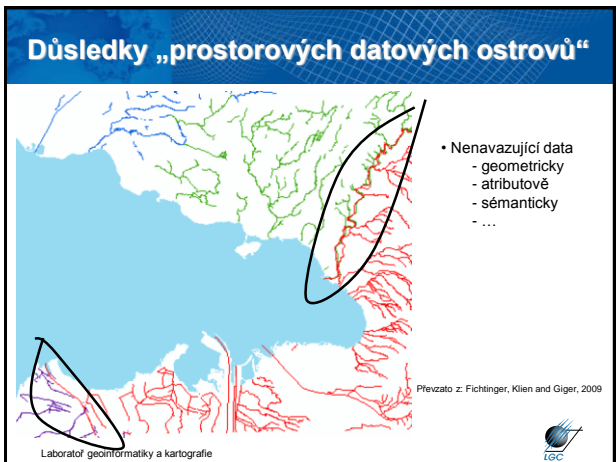 Důsledky „prostorových datových ostrovů“
• Nenavazující data
- geometricky
- atributově
- sémanticky
- …
Převzato z: Fichtinger, Klien and Giger, 2009
Laboratoř geoinformatiky a kartografie
LGC